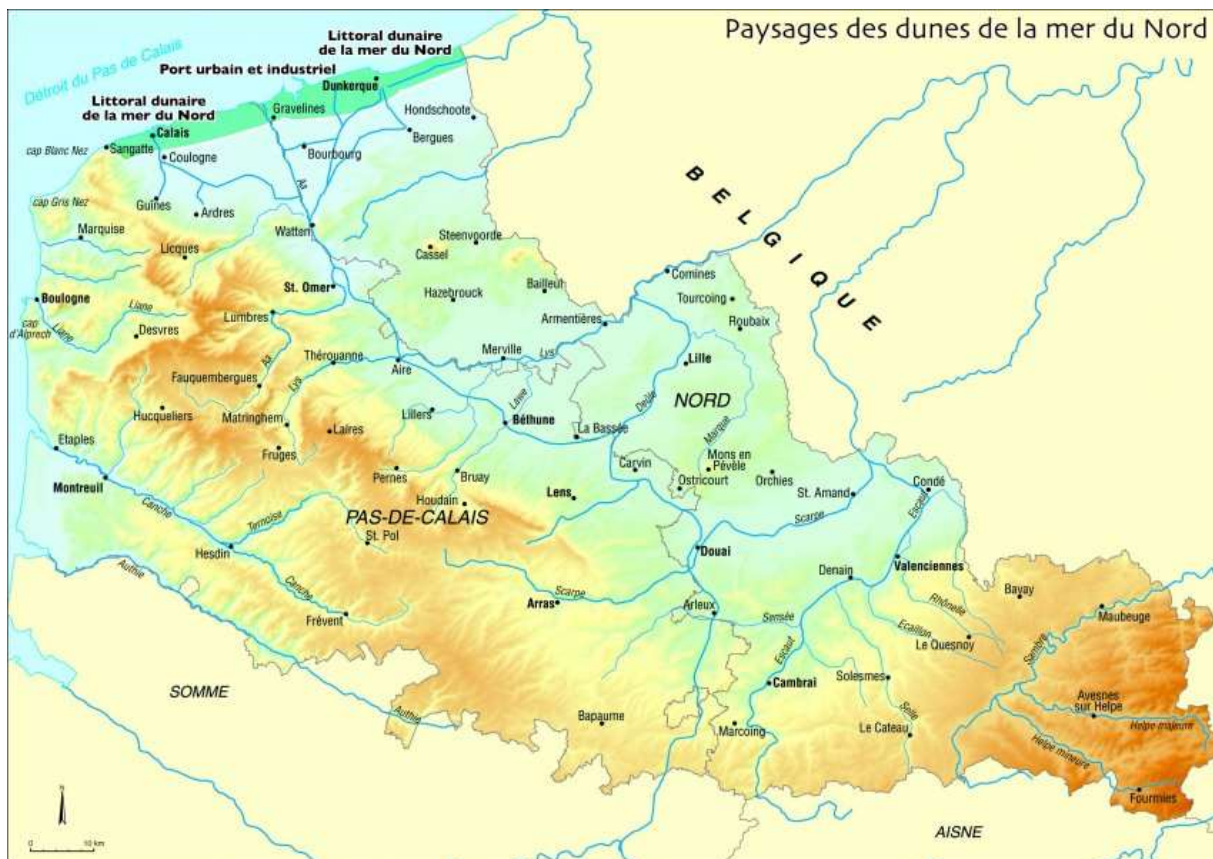 Paysages des dunes de la mer du Nord
Détroit du Pas de Calais
Littoral dunaire
de la mer du Nord
Port urbain et industriel
Dunkerque
Littoral dunaire
de la mer du Nord
Gravelines
Hondschoote
Calais
Bergues
cap Blanc Nez
Sangatte
Coulogne
Bourbourg
Aa
BELGIQUE
cap Gris Nez
Guînes
Ardres
Marquise
Watten
Licques
Steenvoorde
Cassel
Comines
St. Omer
Bailleul
Hazebrouck
Tourcoing
Boulogne
Liane
Lumbres
Armentières
Roubaix
cap
d'Alprech
Liane
Desvres
Merville
Lys
Thérouanne
Aire
Lille
Aa
Fauquembergues
Lys
Lawe
Deûle
NORD
Hucqueliers
Lillers
Matringhem
Béthune
Laires
La Bassée
Marque
Etaples
Fruges
Pernes
Bruay
Carvin
Mons en
Pévèle
Montreuil
Ostricourt
Orchies
Condé
Houdain
Lens
St. Amand
Escaut
Canche
Ternoise
PAS-DE-CALAIS
Scarpe
St. Pol
Hesdin
Douai
Authie
Valenciennes
Denain
Canche
Scarpe
Arras
Rhônelle
Bavay
Frévent
Arleux
Sensée
Maubeuge
Ecaillon
Le Quesnoy
Escaut
Sambre
Solesmes
Cambrai
SOMME
Avesnes
sur Helpe
Authie
Bapaume
Marcoing
Selle
Helpe majeure
Le Cateau
Helpe mineure
Fourmies
N
0
10 km
AISNE